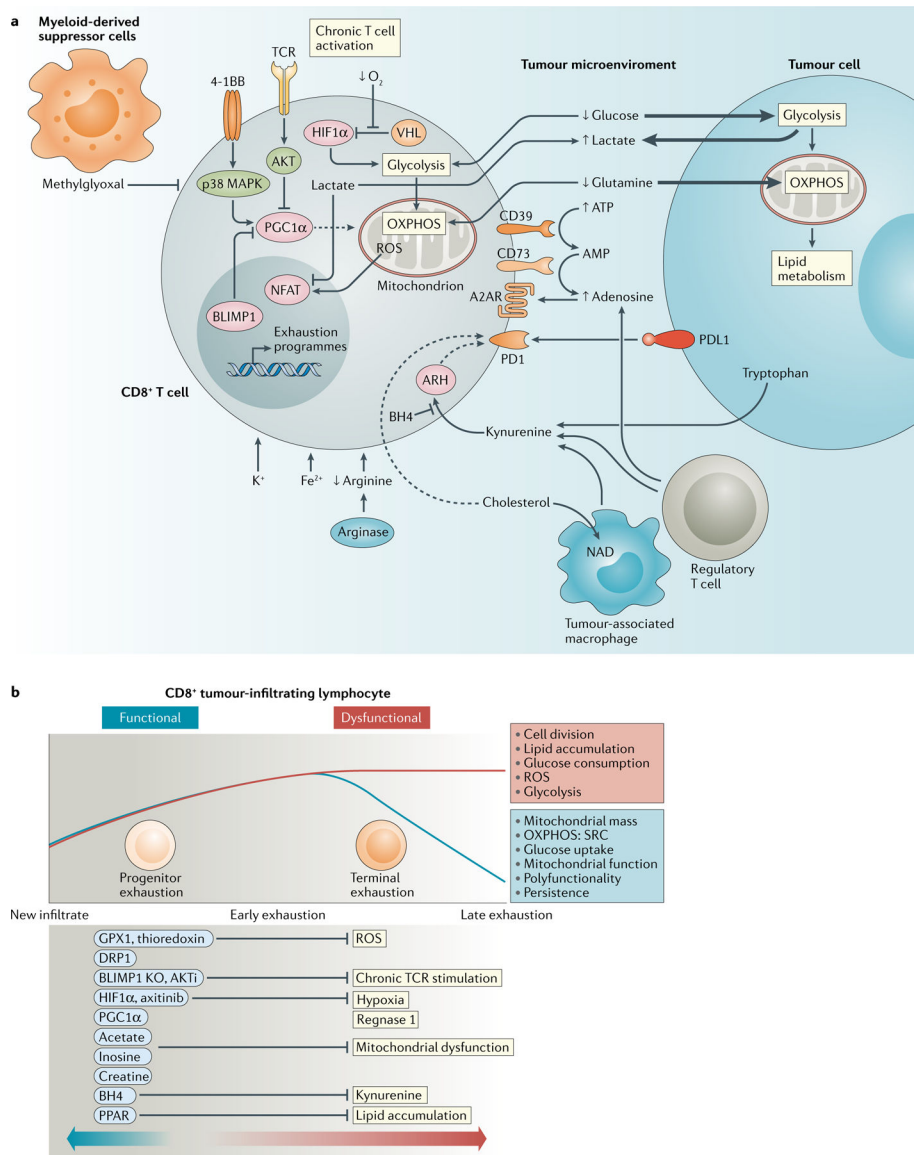 a
Myeloid-derived
suppressor cells
Chronic T cell
activation
TCR
4-1BB
↓ O₂
Tumour microenviroment
Tumour cell
HIF1α
VHL
↓ Glucose
Glycolysis
AKT
Glycolysis
↑ Lactate
Methylglyoxal
p38 MAPK
Lactate
↓ Glutamine
OXPHOS
PGC1α
OXPHOS
CD39
↑ ATP
ROS
CD73
AMP
Lipid
metabolism
NFAT
Mitochondrion
A2AR
↑ Adenosine
BLIMP1
Exhaustion
programmes
PD1
PDL1
CD8⁺ T cell
ARH
Tryptophan
BH4
Kynurenine
K⁺
Fe²⁺
↓ Arginine
Cholesterol
Arginase
NAD
Regulatory
T cell
Tumour-associated
macrophage
b
CD8⁺ tumour-infiltrating lymphocyte
Functional
Dysfunctional
• Cell division
• Lipid accumulation
• Glucose consumption
• ROS
• Glycolysis
• Mitochondrial mass
• OXPHOS: SRC
• Glucose uptake
• Mitochondrial function
• Polyfunctionality
• Persistence
Progenitor
exhaustion
Terminal
exhaustion
New infiltrate
Early exhaustion
Late exhaustion
GPX1, thioredoxin
ROS
DRP1
BLIMP1 KO, AKTi
Chronic TCR stimulation
HIF1α, axitinib
Hypoxia
PGC1α
Regnase 1
Acetate
Inosine
Mitochondrial dysfunction
Creatine
BH4
Kynurenine
PPAR
Lipid accumulation